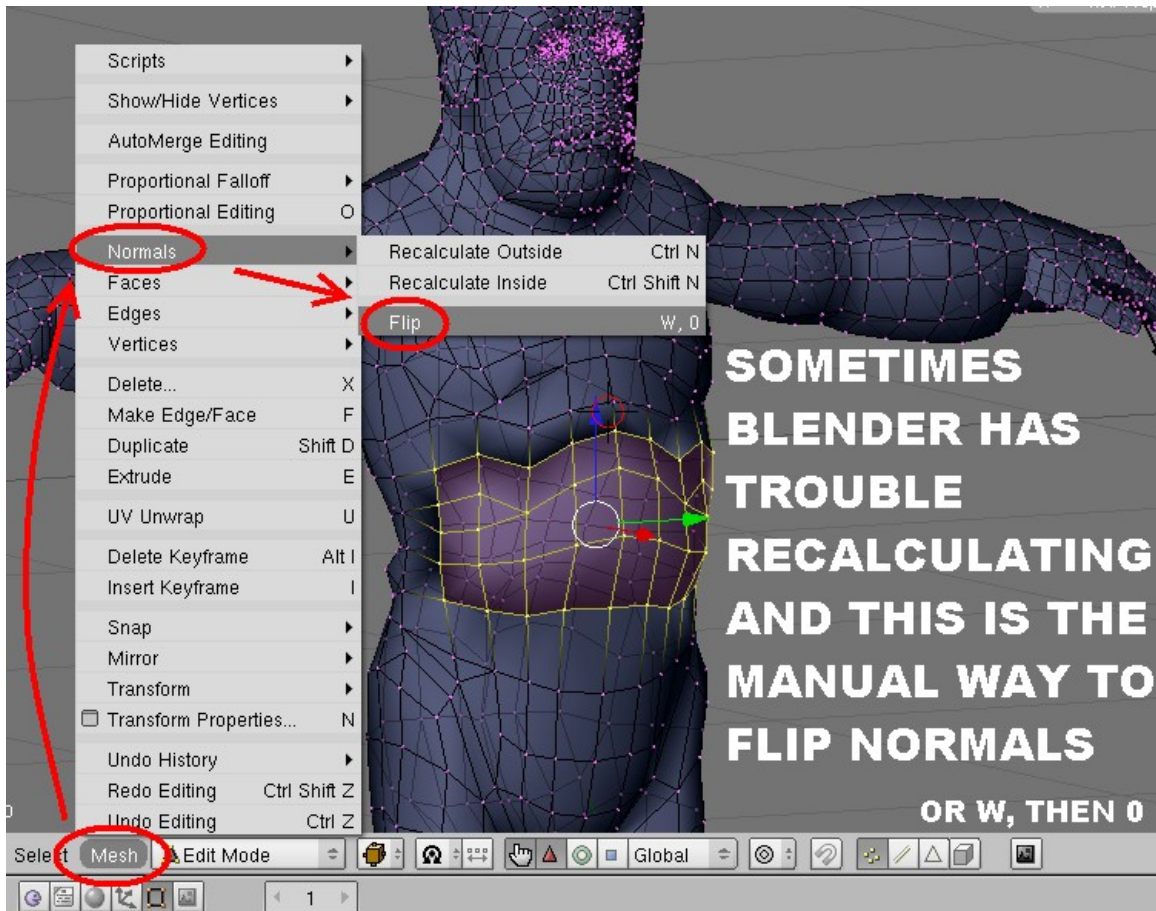 Scripts
Show/Hide Vertices
AutoMerge Editing
Proportional Falloff
Proportional Editing O
Normals
Faces
Edges
Vertices
Delete... X
Make Edge/Face F
Duplicate Shift D
Extrude E
UV Unwrap U
Delete Keyframe Alt I
Insert Keyframe I
Snap
Mirror
Transform
Transform Properties... N
Undo History
Redo Editing Ctrl Shift Z
Undo Editing Ctrl Z
Recalculate Outside Ctrl N
Recalculate Inside Ctrl Shift N
Flip W, 0
SOMETIMES
BLENDER HAS
TROUBLE
RECALCULATING
AND THIS IS THE
MANUAL WAY TO
FLIP NORMALS
OR W, THEN 0
Select Mesh Edit Mode Global
1